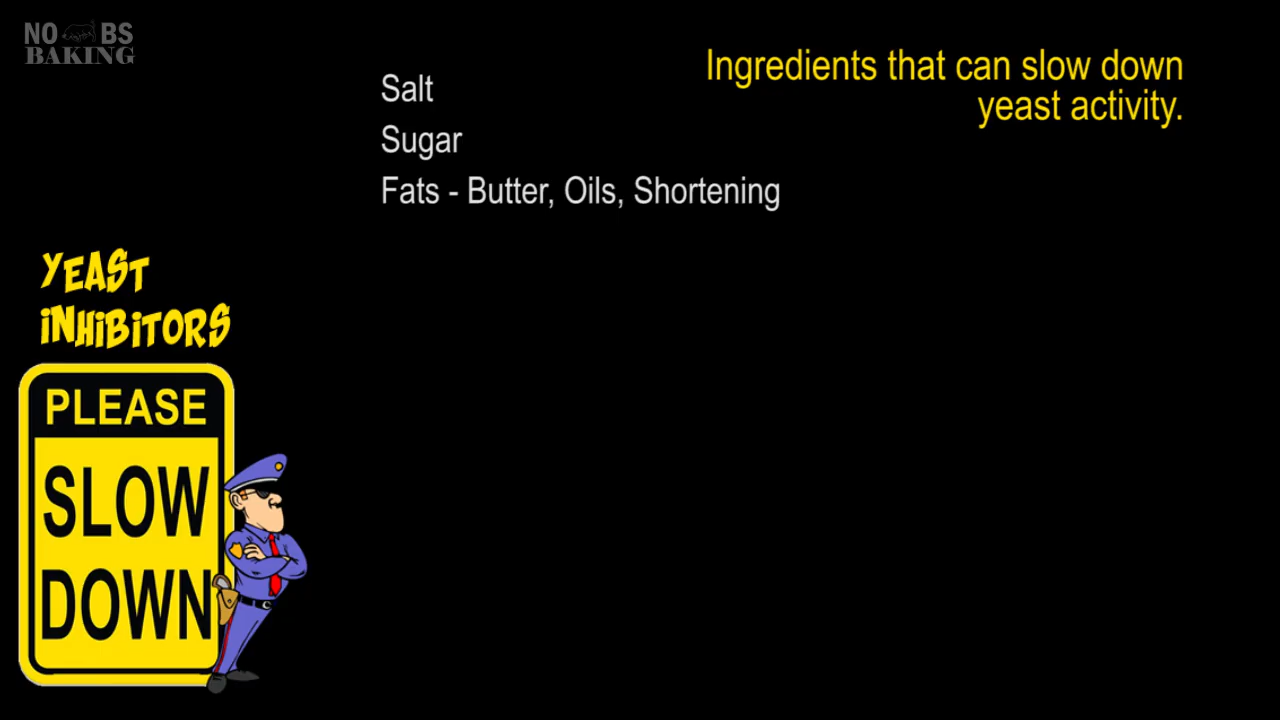 NO BS
BAKING
Ingredients that can slow down
yeast activity.
Salt
Sugar
Fats - Butter, Oils, Shortening
YEAST
INHIBITORS
PLEASE
SLOW
DOWN